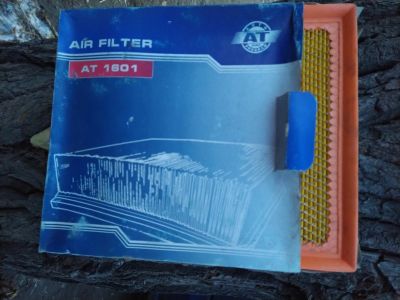 AIR FILTER
AT
AT 1601